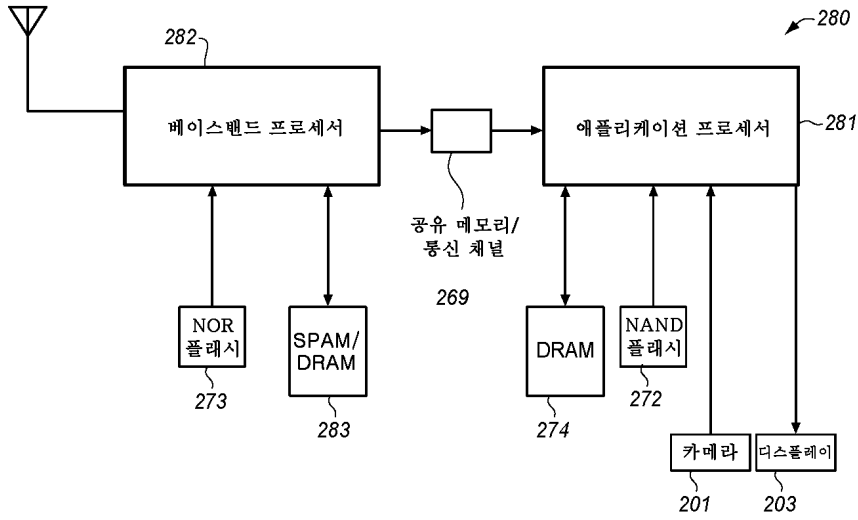 280
282
베이스밴드 프로세서
애플리케이션 프로세서
281
공유 메모리/
통신 채널
269
NOR
플래시
273
SPAM/
DRAM
283
DRAM
274
NAND
플래시
272
카메라
201
디스플레이
203